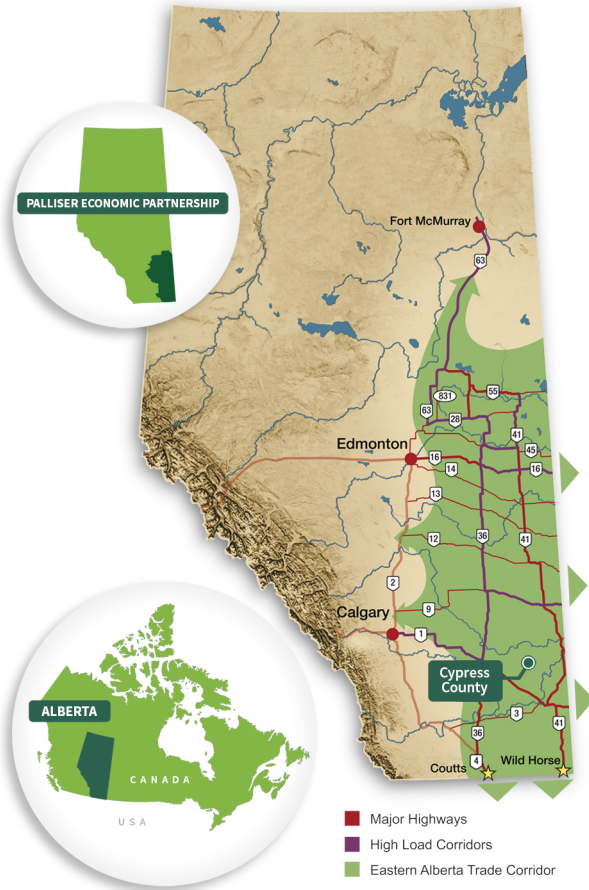 PALLISER ECONOMIC PARTNERSHIP
Fort McMurray
63
831
55
63
28
41
45
Edmonton
16
14
16
13
36
41
12
2
9
Calgary
1
Cypress
County
3
41
36
4
Coutts
Wild Horse
ALBERTA
CANADA
USA
Major Highways
High Load Corridors
Eastern Alberta Trade Corridor